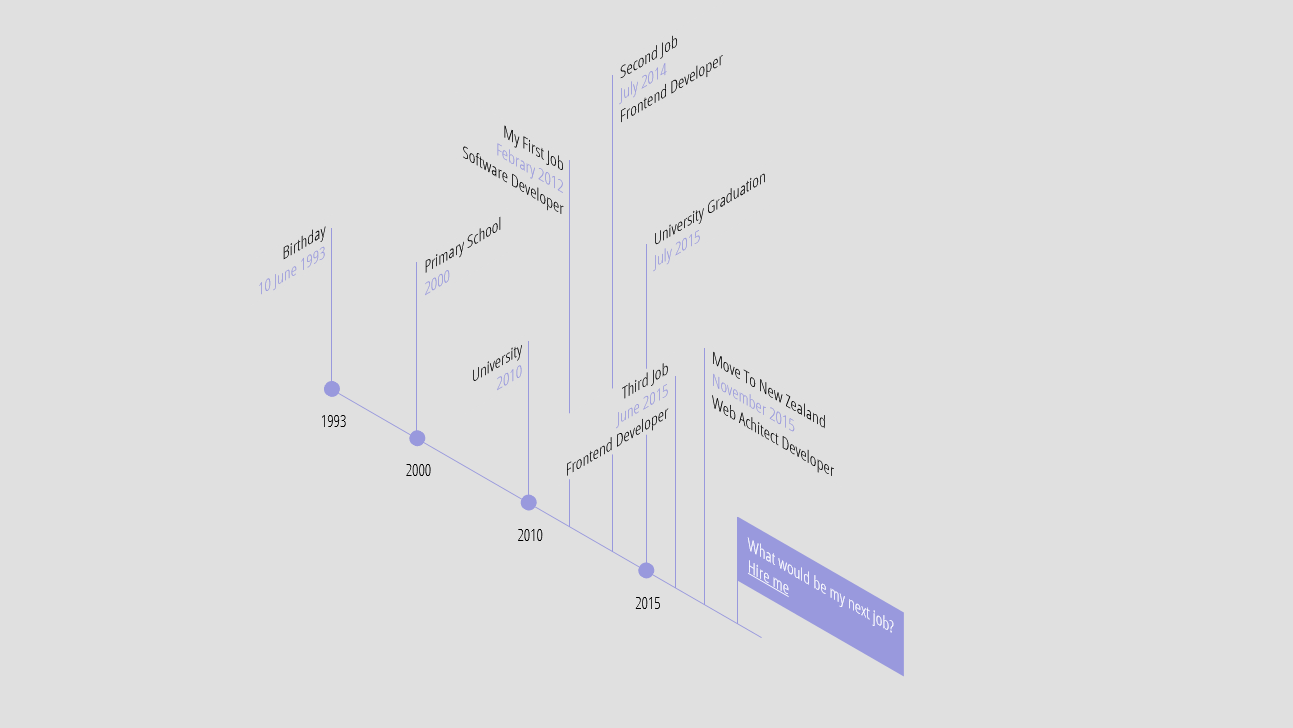 Birthday
10 June 1993
Primary School
2000
University
2010
My First Job
Febrary 2012
Software Developer
Second Job
July 2014
Frontend Developer
University Graduation
July 2015
Third Job
June 2015
Frontend Developer
Move To New Zealand
November 2015
Web Achitect Developer
What would be my next job?
Hire me
1993
2000
2010
2015